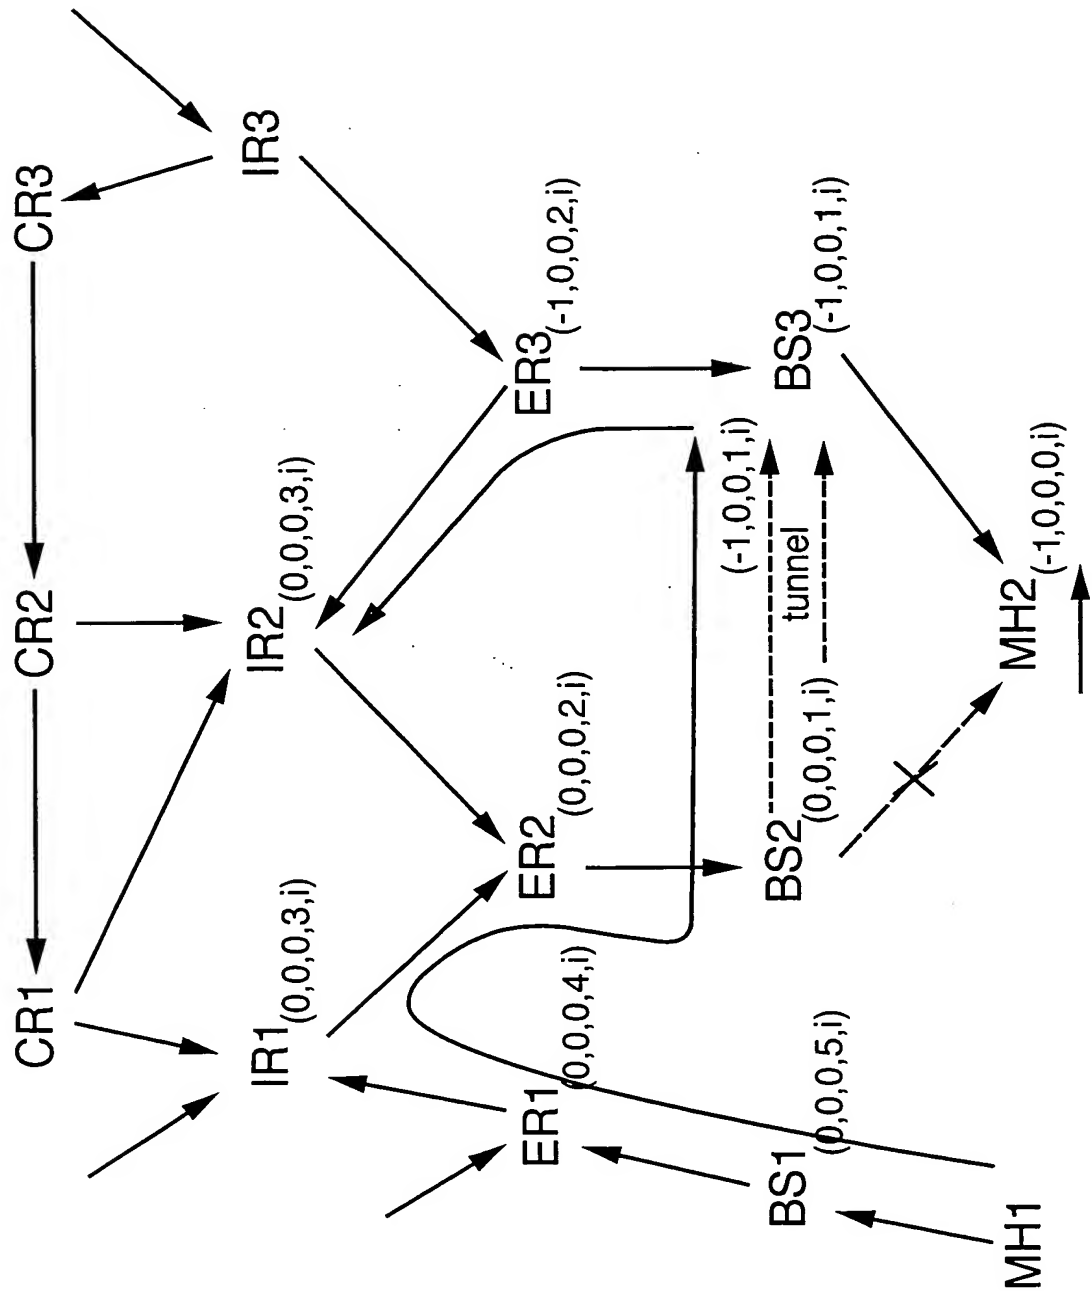 CR1
CR2
CR3
IR1(0,0,0,3,i)
IR2(0,0,0,3,i)
IR3
ER1(0,0,0,4,i)
ER2(0,0,0,2,i)
ER3(-1,0,0,2,i)
(-1,0,0,1,i)
BS1(0,0,0,5,i)
BS2(0,0,0,1,i)
tunnel
BS3(-1,0,0,1,i)
MH1
MH2(-1,0,0,0,i)